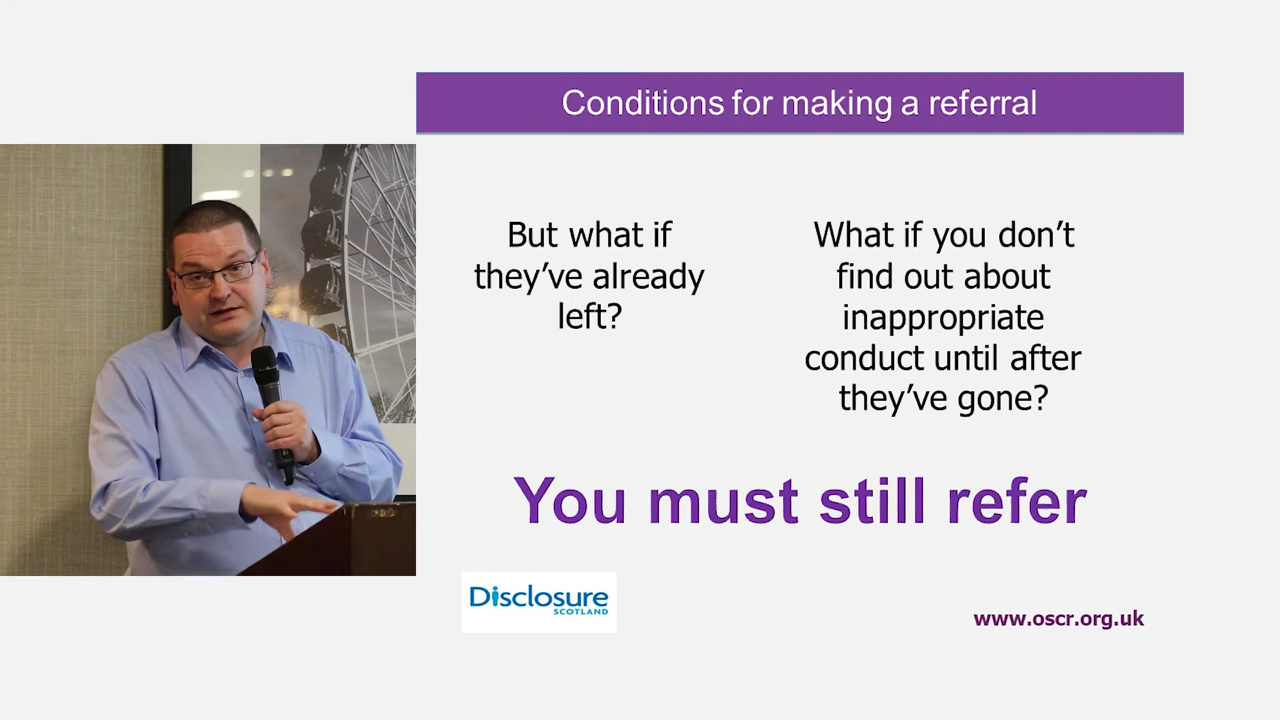 Conditions for making a referral
But what if
they’ve already
left?
What if you don’t
find out about
inappropriate
conduct until after
they’ve gone?
You must still refer
Disclosure
SCOTLAND
www.oscr.org.uk